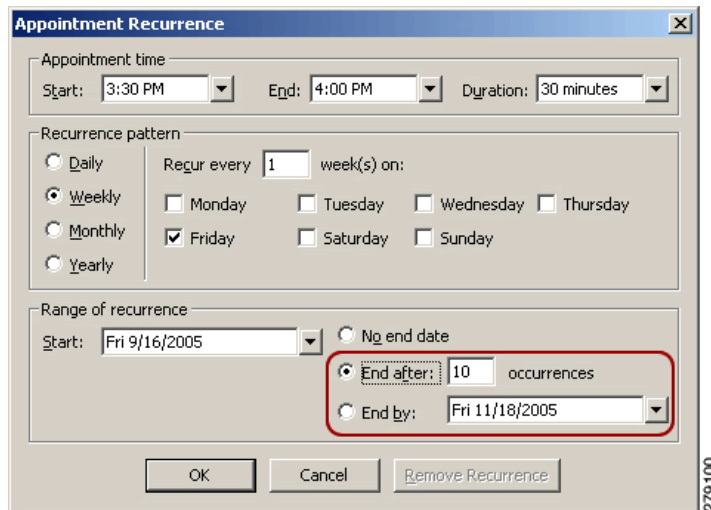 Appointment Recurrence
Appointment time
Start: 3:30 PM End: 4:00 PM Duration: 30 minutes
Recurrence pattern
Daily Recur every 1 week(s) on:
Weekly Monday Tuesday Wednesday Thursday
Monthly Friday Saturday Sunday
Yearly
Range of recurrence
Start: Fri 9/16/2005 No end date
End after: 10 occurrences
End by: Fri 11/18/2005
OK Cancel Remove Recurrence
279100